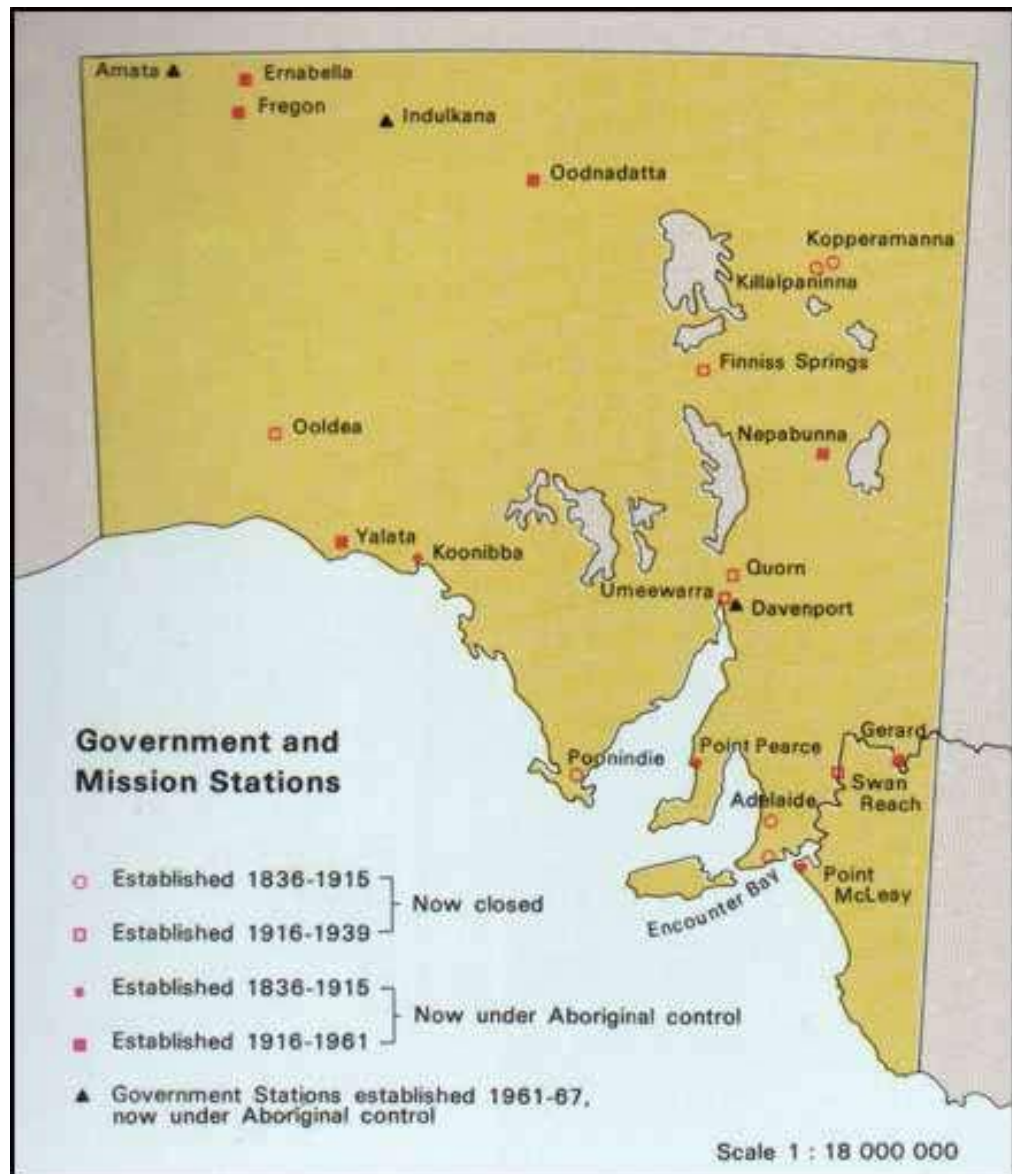 Amata
Ernabella
Fregon
Indulkana
Oodnadatta
Kopperamanna
Killalpaninna
Finniss Springs
Ooldea
Nepabunna
Yalata
Koonibba
Quorn
Umeewarra
Davenport
Government and
Mission Stations
Poonindie
Point Pearce
Gerard
Swan
Reach
Adelaide
Encounter Bay
Point
McLeay
Established 1836-1915
Now closed
Established 1916-1939
Established 1836-1915
Now under Aboriginal control
Established 1916-1961
Government Stations established 1961-67,
now under Aboriginal control
Scale 1 : 18 000 000